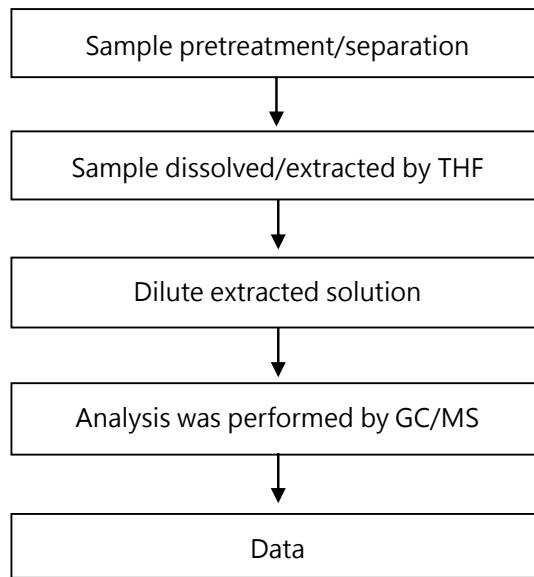 Sample pretreatment/separation
Sample dissolved/extracted by THF
Dilute extracted solution
Analysis was performed by GC/MS
Data